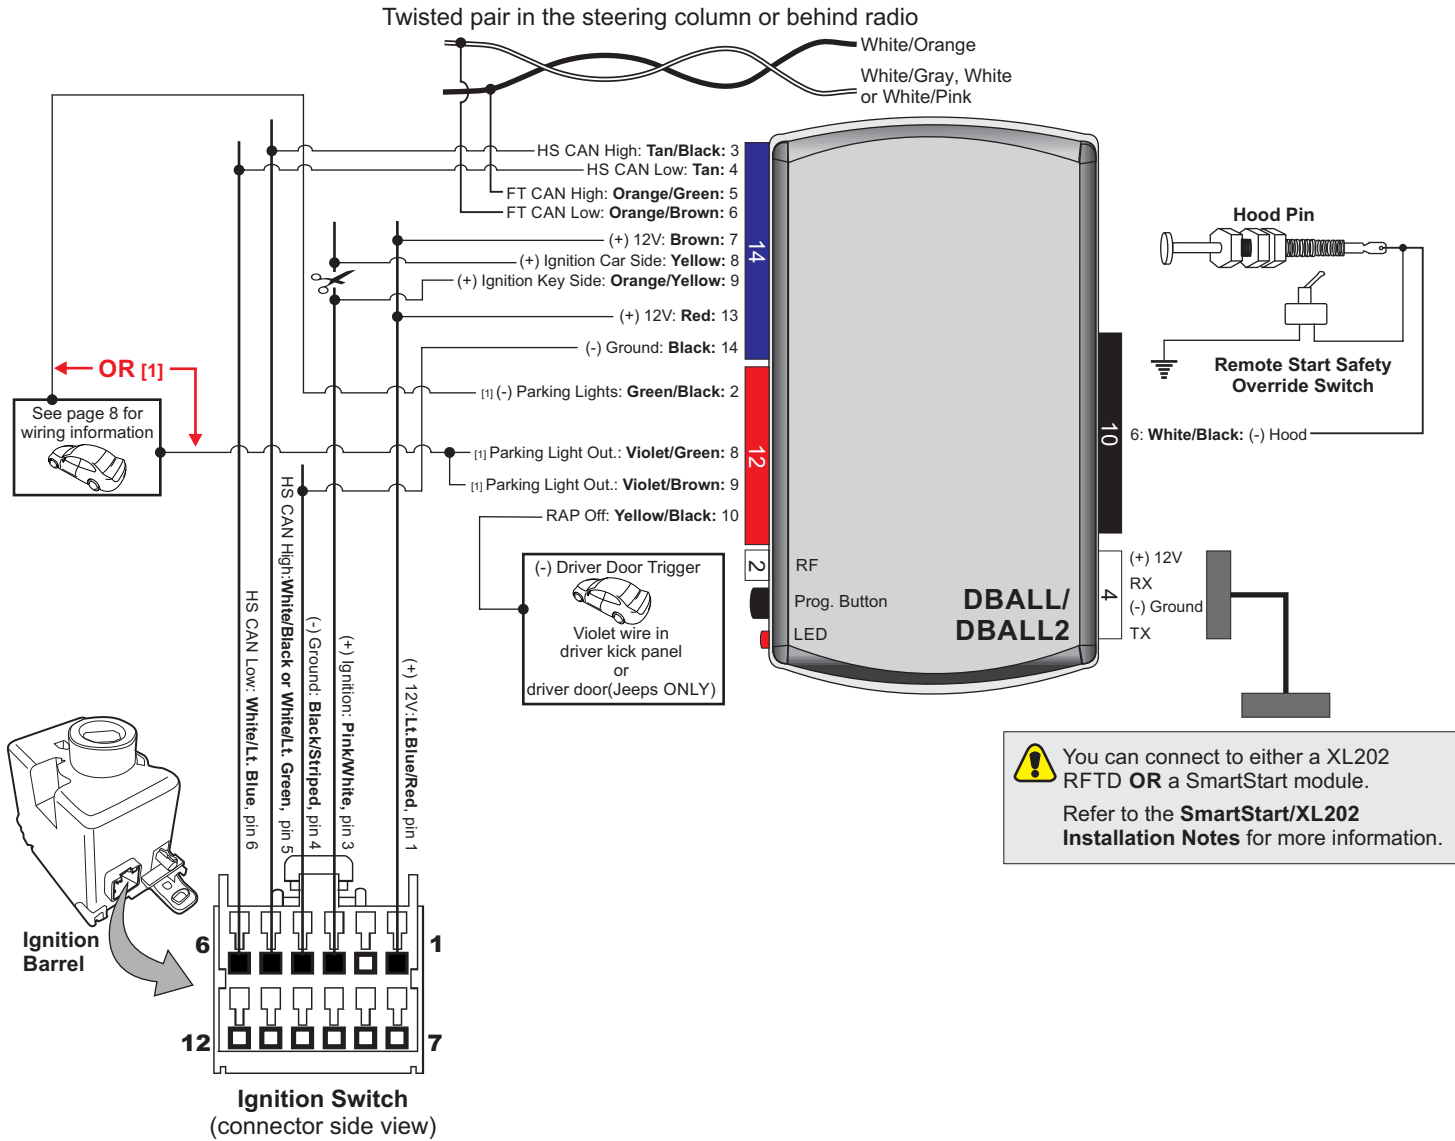 Twisted pair in the steering column or behind radio
White/Orange
White/Gray, White
or White/Pink
HS CAN High: Tan/Black: 3
HS CAN Low: Tan: 4
FT CAN High: Orange/Green: 5
FT CAN Low: Orange/Brown: 6
(+) 12V: Brown: 7
(+) Ignition Car Side: Yellow: 8
(+) Ignition Key Side: Orange/Yellow: 9
(+) 12V: Red: 13
(-) Ground: Black: 14
14
OR [1]
[1] (-) Parking Lights: Green/Black: 2
See page 8 for
wiring information
[1] Parking Light Out.: Violet/Green: 8
[1] Parking Light Out.: Violet/Brown: 9
RAP Off: Yellow/Black: 10
12
(-) Driver Door Trigger
Violet wire in
driver kick panel
or
driver door(Jeeps ONLY)
2
RF
Prog. Button
LED
DBALL/
DBALL2
Hood Pin
Remote Start Safety
Override Switch
10
6: White/Black: (-) Hood
4
(+) 12V
RX
(-) Ground
TX
You can connect to either a XL202
RFTD OR a SmartStart module.
Refer to the SmartStart/XL202
Installation Notes for more information.
HS CAN Low: White/Lt. Blue, pin 6
HS CAN High:White/Black or White/Lt. Green, pin 5
(-) Ground: Black/Striped, pin 4
(+) Ignition: Pink/White, pin 3
(+) 12V:Lt.Blue/Red, pin 1
Ignition
Barrel
6
1
12
7
Ignition Switch
(connector side view)